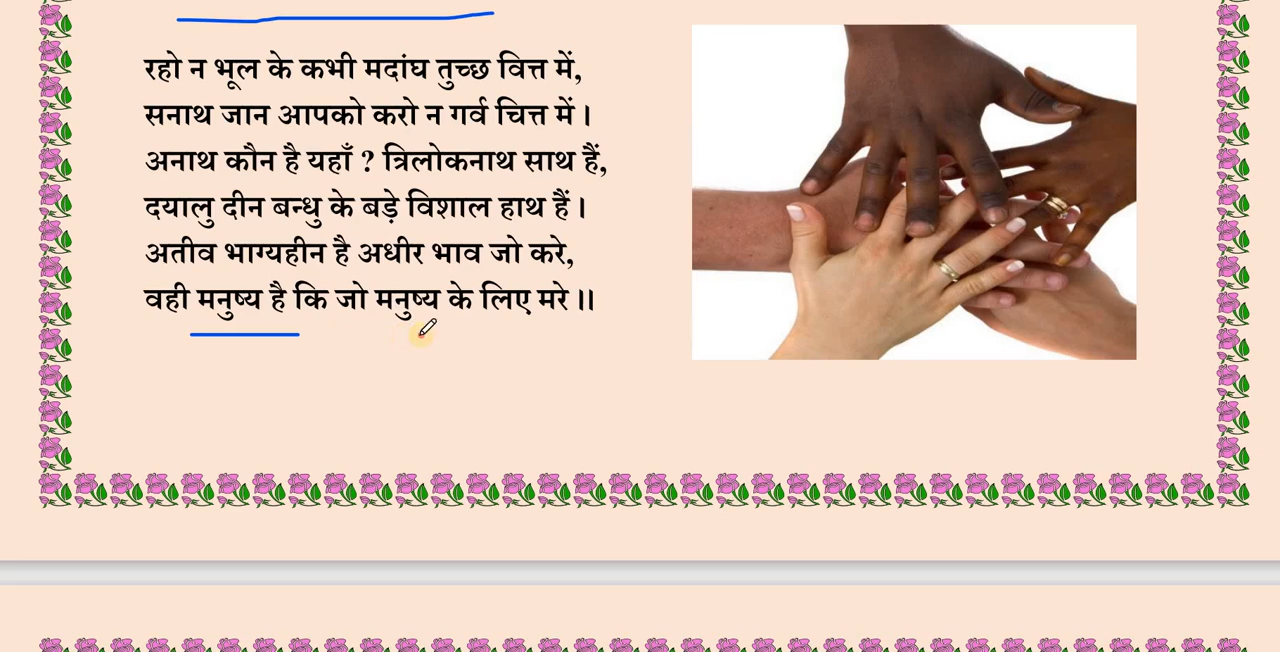 रहो न भूल के कभी मदांघ तुच्छ वित्त में,
सनाथ जान आपको करो न गर्व चित्त में।
अनाथ कौन है यहाँ ? त्रिलोकनाथ साथ हैं,
दयालु दीन बन्धु के बड़े विशाल हाथ हैं।
अतीव भाग्यहीन है अधीर भाव जो करे,
वही मनुष्य है कि जो मनुष्य के लिए मरे।।